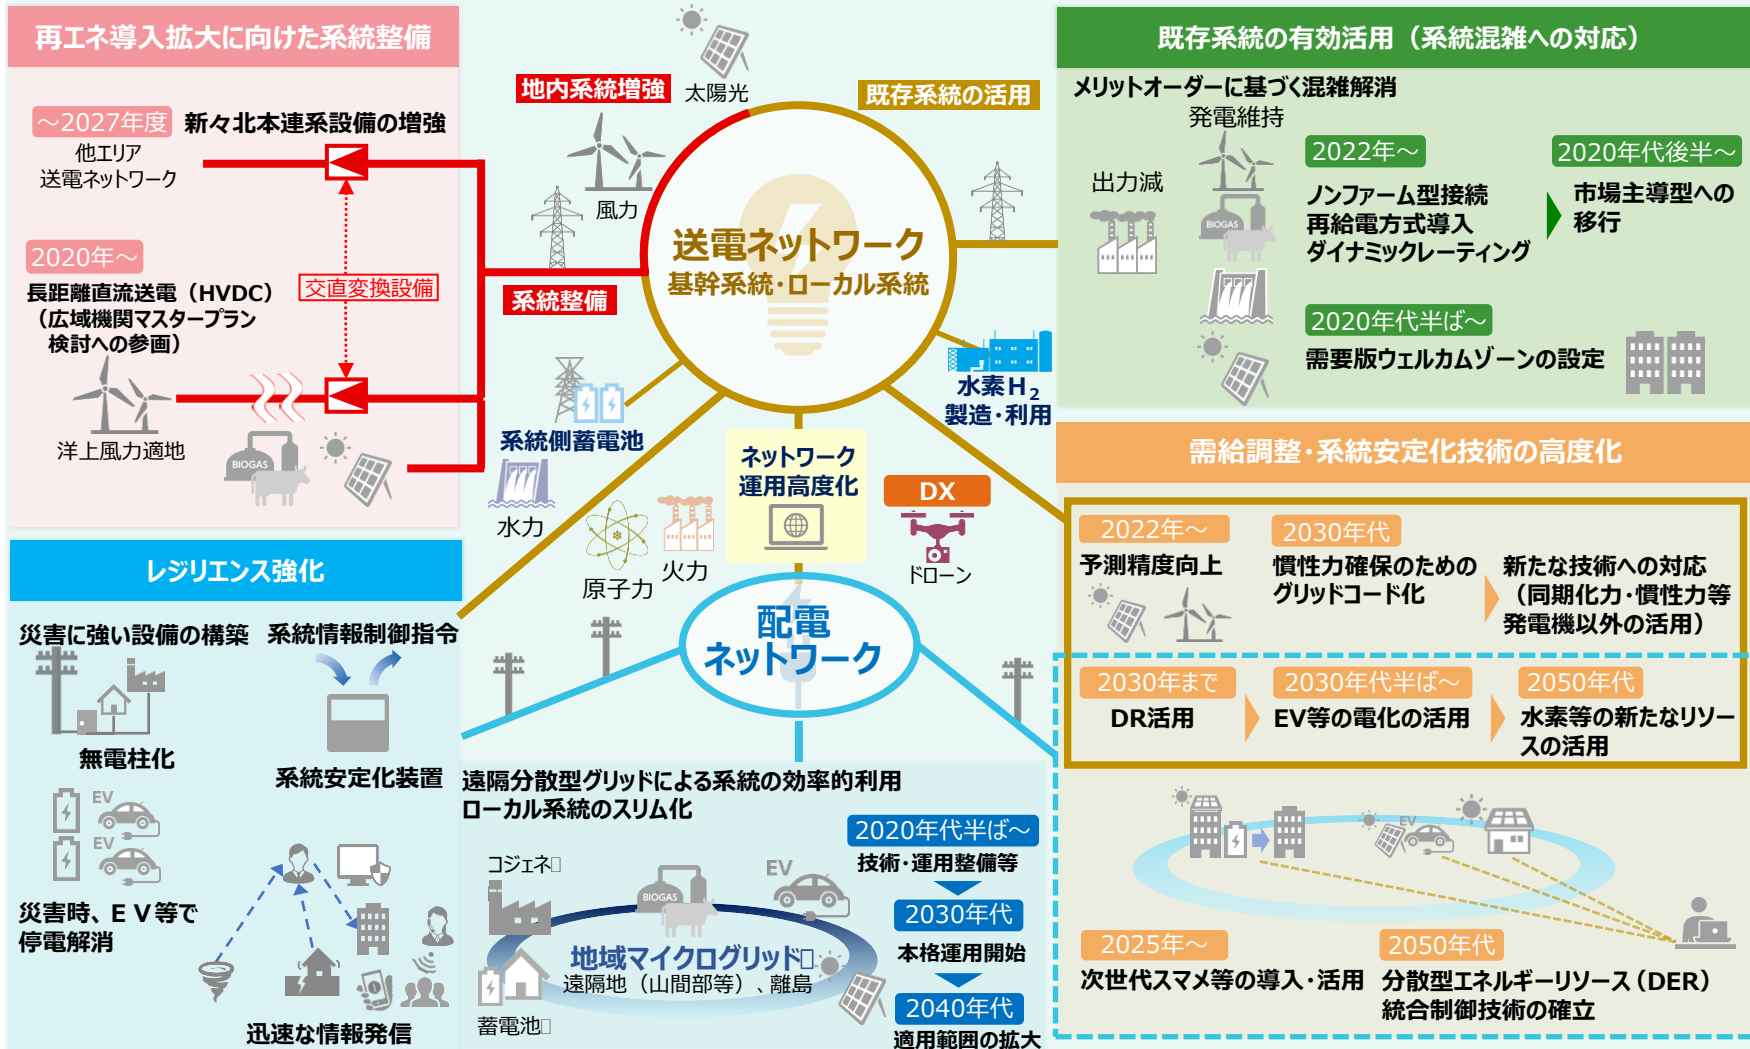 再エネ導入拡大に向けた系統整備
～2027年度
新々北本連系設備の増強
他エリア
送電ネットワーク
2020年～
長距離直流送電（HVDC）
（広域機関マスタープラン
検討への参画）
交直変換設備
洋上風力適地
BIOGAS
レジリエンス強化
災害に強い設備の構築
系統情報制御指令
無電柱化
系統安定化装置
EV
EV
災害時、ＥＶ等で
停電解消
迅速な情報発信
地内系統増強
太陽光
既存系統の活用
風力
送電ネットワーク
基幹系統・ローカル系統
系統整備
系統側蓄電池
水素H₂
製造・利用
ネットワーク
運用高度化
DX
ドローン
水力
原子力
火力
配電
ネットワーク
遠隔分散型グリッドによる系統の効率的利用
ローカル系統のスリム化
コジェネ□
BIOGAS
EV
地域マイクログリッド□
遠隔地（山間部等）、離島
蓄電池□
2020年代半ば～
技術・運用整備等
2030年代
本格運用開始
2040年代
適用範囲の拡大
既存系統の有効活用（系統混雑への対応）
メリットオーダーに基づく混雑解消
発電維持
出力減
BIOGAS
2022年～
ノンファーム型接続
再給電方式導入
ダイナミックレーティング
2020年代後半～
市場主導型への
移行
2020年代半ば～
需要版ウェルカムゾーンの設定
需給調整・系統安定化技術の高度化
2022年～
予測精度向上
2030年代
慣性力確保のための
グリッドコード化
新たな技術への対応
（同期化力・慣性力等
発電機以外の活用）
2030年まで
DR活用
2030年代半ば～
EV等の電化の活用
2050年代
水素等の新たなリソー
スの活用
EV
2025年～
次世代スマメ等の導入・活用
2050年代
分散型エネルギーリソース（DER）
統合制御技術の確立